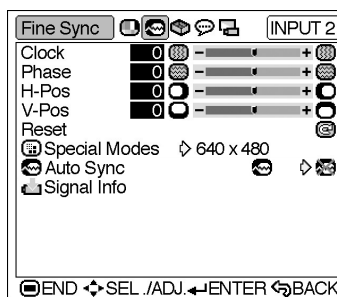 Fine Sync INPUT 2
Clock 0 - +
Phase 0 - +
H-Pos 0 - +
V-Pos 0 - +
Reset
Special Modes 640 x 480
Auto Sync
Signal Info
END SEL ./ADJ. ENTER BACK